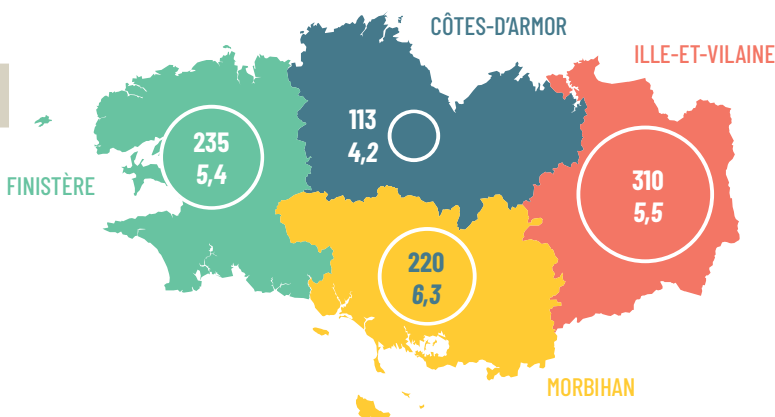 CÔTES-D'ARMOR
ILLE-ET-VILAINE
113
4,2
235
5,4
FINISTÈRE
310
5,5
220
6,3
MORBIHAN